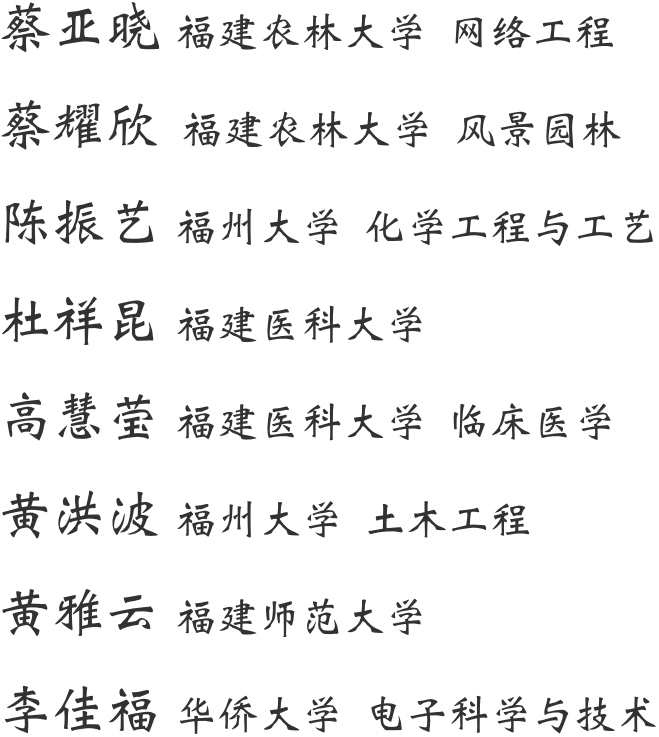 蔡亚晓 福建农林大学 网络工程
蔡耀欣 福建农林大学 风景园林
陈振艺 福州大学 化学工程与工艺
杜祥昆 福建医科大学
高慧莹 福建医科大学 临床医学
黄洪波 福州大学 土木工程
黄雅云 福建师范大学
李佳福 华侨大学 电子科学与技术